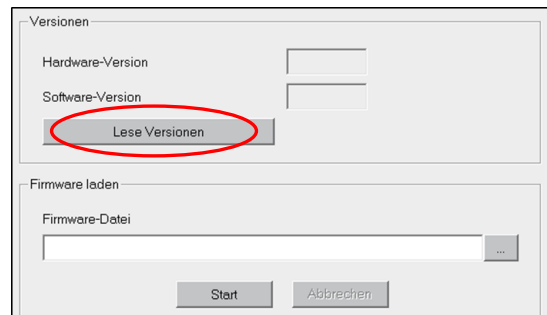 Versionen
Hardware-Version
Software-Version
Lese Versionen
Firmware laden
Firmware-Datei
...
Start Abbrechen